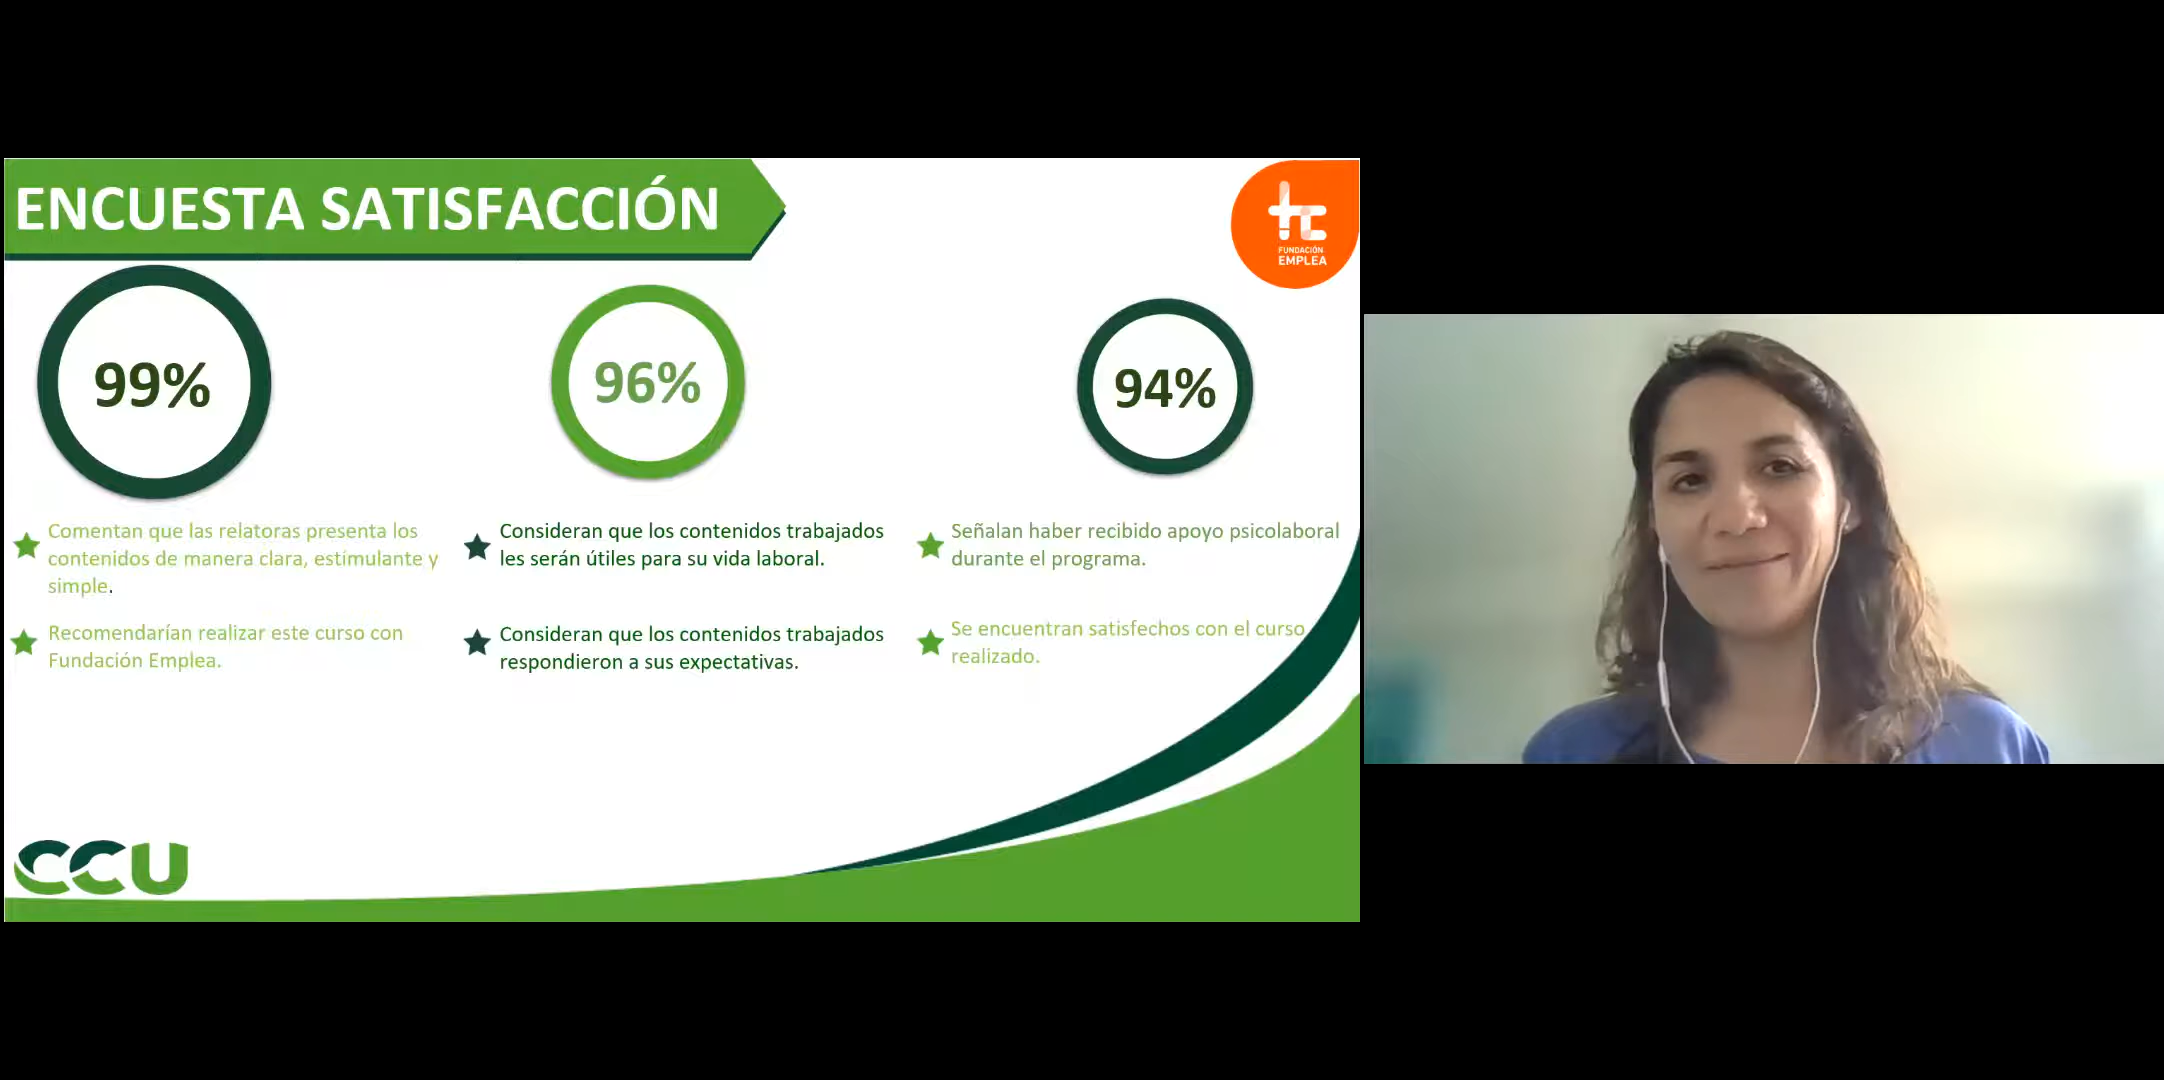 ENCUESTA SATISFACCIÓN
FUNDACIÓN
EMPLEA
99%
96%
94%
Comentan que las relatoras presenta los
contenidos de manera clara, estimulante y
simple.
Recomendarían realizar este curso con
Fundación Emplea.
Consideran que los contenidos trabajados
les serán útiles para su vida laboral.
Consideran que los contenidos trabajados
respondieron a sus expectativas.
Señalan haber recibido apoyo psicolaboral
durante el programa.
Se encuentran satisfechos con el curso
realizado.
CCU